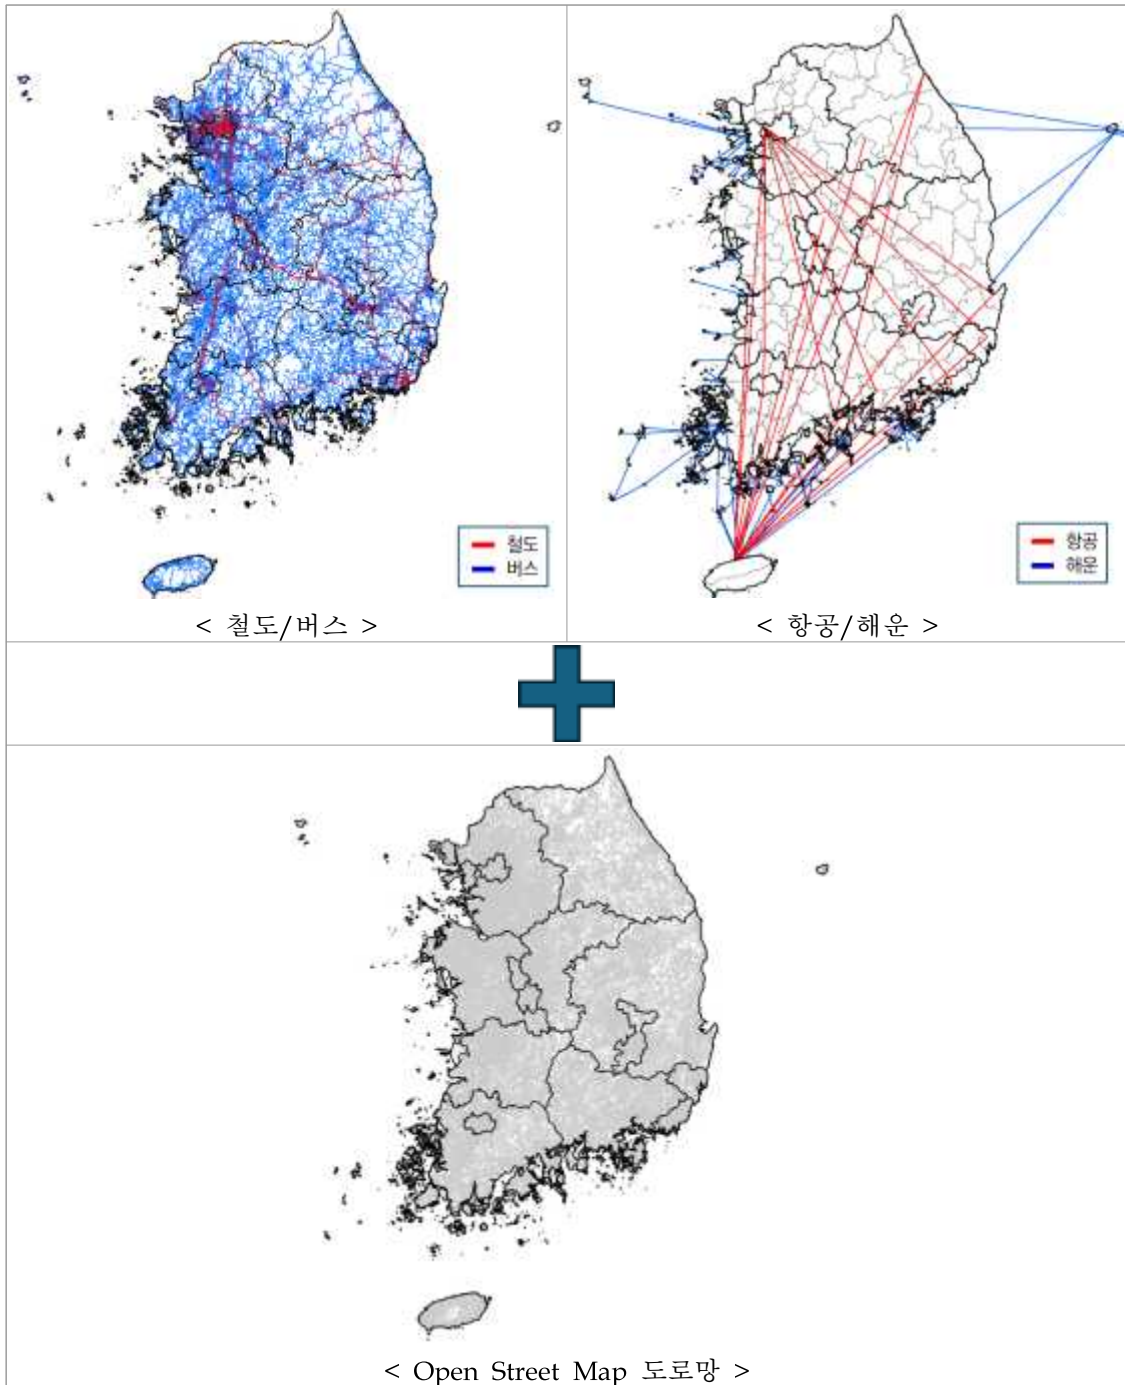 철도
버스
< 철도/버스 >
항공
해운
< 항공/해운 >
< Open Street Map 도로망 >